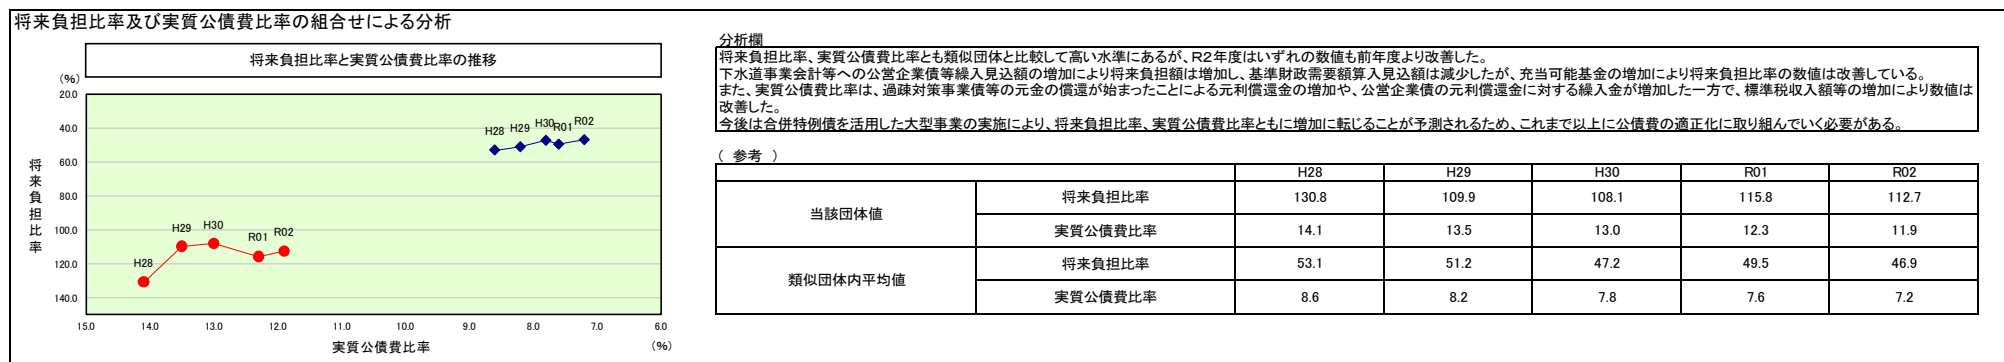 将来負担比率及び実質公債費比率の組合せによる分析
将来負担比率と実質公債費比率の推移
(%)
20.0
40.0
60.0
80.0
100.0
120.0
140.0
将来負担比率
H28
H29
H30
R01
R02
H28
H29
H30
R01
R02
15.0 14.0 13.0 12.0 11.0 10.0 9.0 8.0 7.0 6.0
実質公債費比率
(%)
分析欄
将来負担比率、実質公債費比率とも類似団体と比較して高い水準にあるが、R2年度はいずれの数値も前年度より改善した。
下水道事業会計等への公営企業債等繰入見込額の増加により将来負担額は増加し、基準財政需要額算入見込額は減少したが、充当可能基金の増加により将来負担比率の数値は改善している。
また、実質公債費比率は、過疎対策事業債等の元金の償還が始まったことによる元利償還金の増加や、公営企業債の元利償還金に対する繰入金が増加した一方で、標準税収入額等の増加により数値は
改善した。
今後は合併特例債を活用した大型事業の実施により、将来負担比率、実質公債費比率ともに増加に転じることが予測されるため、これまで以上に公債費の適正化に取り組んでいく必要がある。
( 参考 )
H28 H29 H30 R01 R02
当該団体値
将来負担比率 130.8 109.9 108.1 115.8 112.7
実質公債費比率 14.1 13.5 13.0 12.3 11.9
類似団体内平均値
将来負担比率 53.1 51.2 47.2 49.5 46.9
実質公債費比率 8.6 8.2 7.8 7.6 7.2